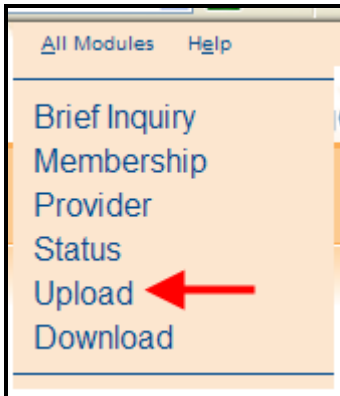 All Modules Help
Brief Inquiry
Membership
Provider
Status
Upload
Download